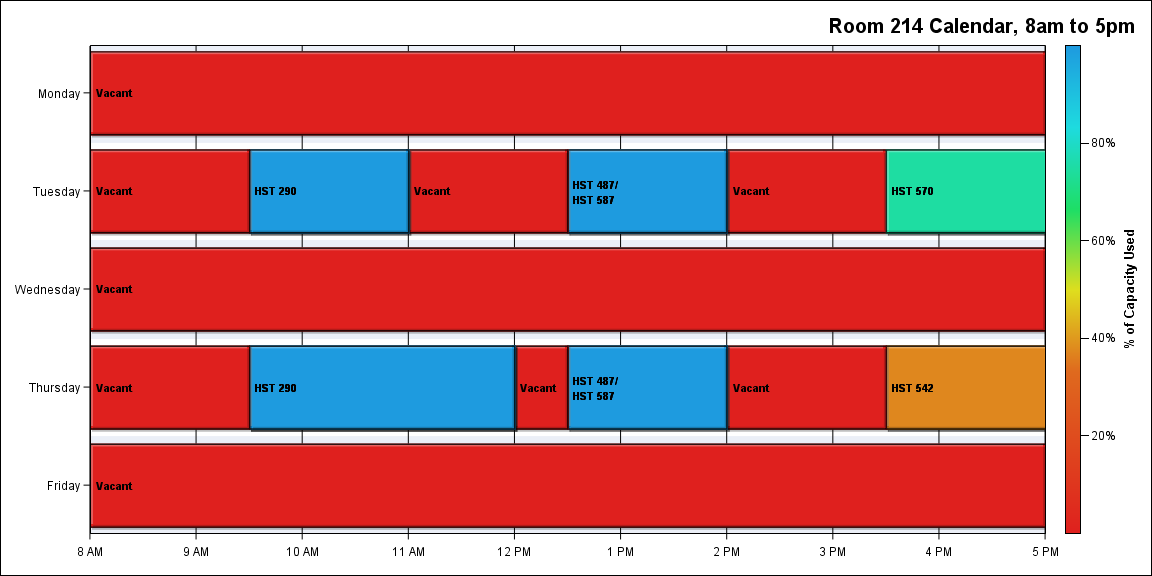 Room 214 Calendar, 8am to 5pm
Monday
Vacant
Tuesday
Vacant
HST 290
Vacant
HST 487/
HST 587
Vacant
HST 570
Wednesday
Vacant
Thursday
Vacant
HST 290
Vacant
HST 487/
HST 587
Vacant
HST 542
Friday
Vacant
8 AM
9 AM
10 AM
11 AM
12 PM
1 PM
2 PM
3 PM
4 PM
5 PM
80%
60%
40%
20%
% of Capacity Used